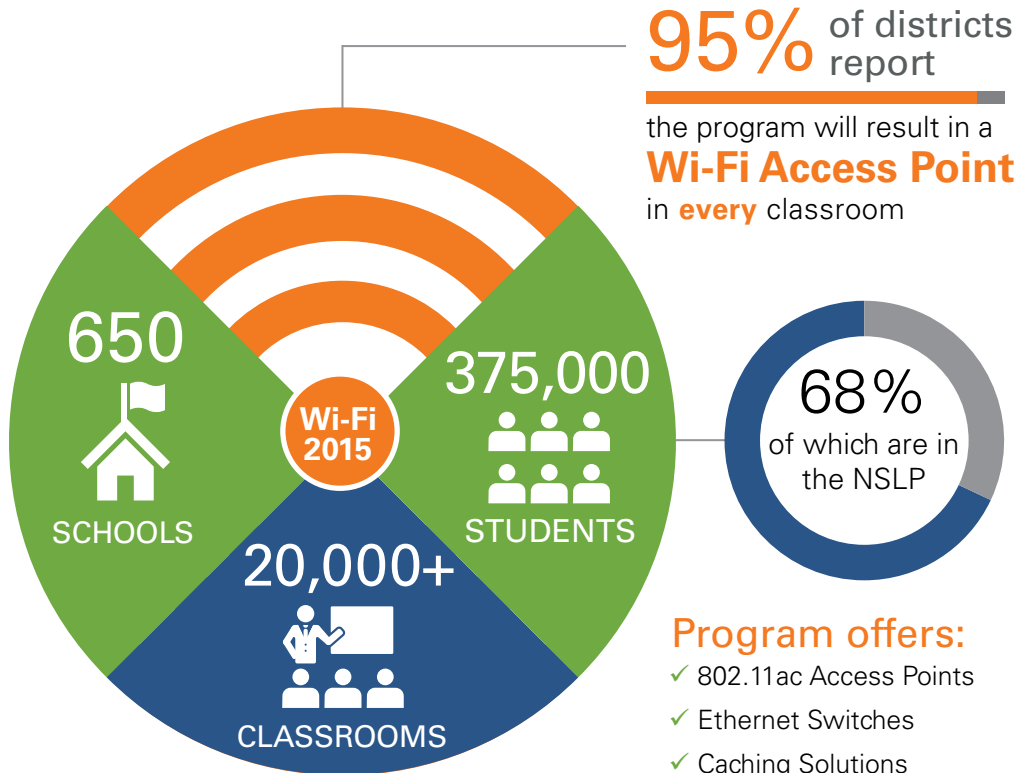 95% of districts
report
the program will result in a
Wi-Fi Access Point
in every classroom
650
SCHOOLS
Wi-Fi
2015
375,000
STUDENTS
68%
of which are in
the NSLP
20,000+
CLASSROOMS
Program offers:
✓ 802.11ac Access Points
✓ Ethernet Switches
✓ Caching Solutions